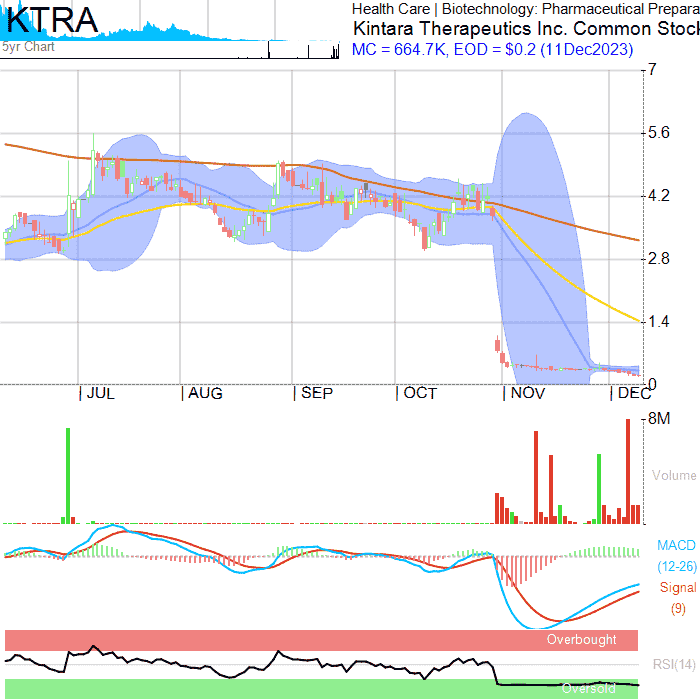 KTRA
5yr Chart
Health Care | Biotechnology: Pharmaceutical Prepara
Kintara Therapeutics Inc. Common Stock
MC = 664.7K, EOD = $0.2 (11Dec2023)
7
5.6
4.2
2.8
1.4
0
| JUL | AUG | SEP | OCT | NOV | DEC
8M
Volume
MACD
(12-26)
Signal
(9)
Overbought
RSI(14)
Oversold